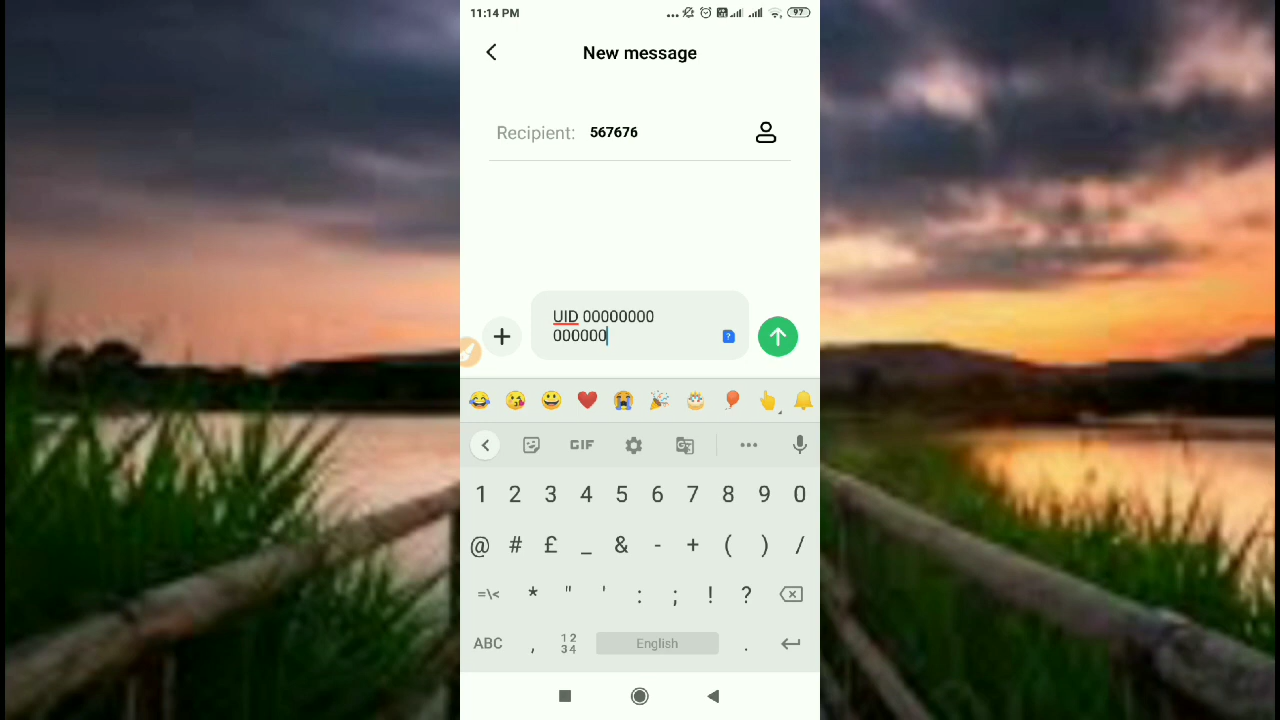 11:14 PM
97
New message
Recipient: 567676
UID 00000000
000000
GIF
1 2 3 4 5 6 7 8 9 0
@ # £ _ & - + ( ) /
=\< * " ' : ; ! ?
ABC , 12 34 English .